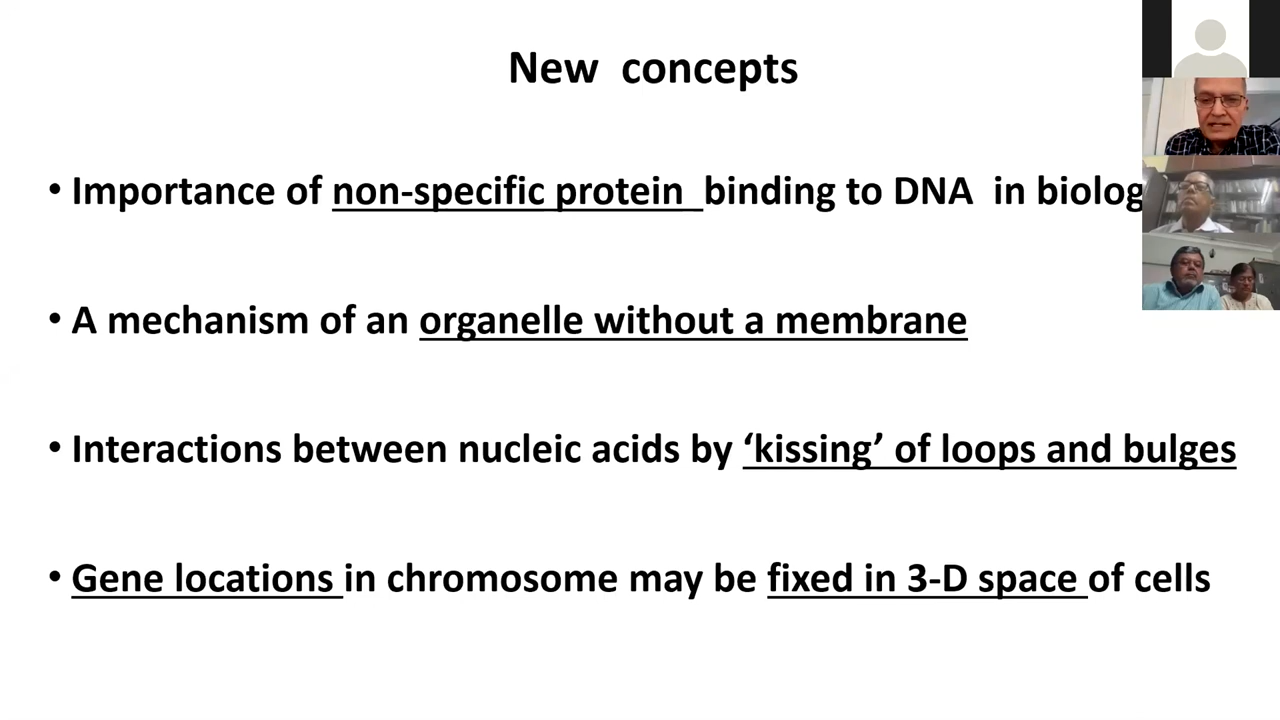 New concepts
• Importance of non-specific protein binding to DNA in biolog
• A mechanism of an organelle without a membrane
• Interactions between nucleic acids by ‘kissing’ of loops and bulges
• Gene locations in chromosome may be fixed in 3-D space of cells